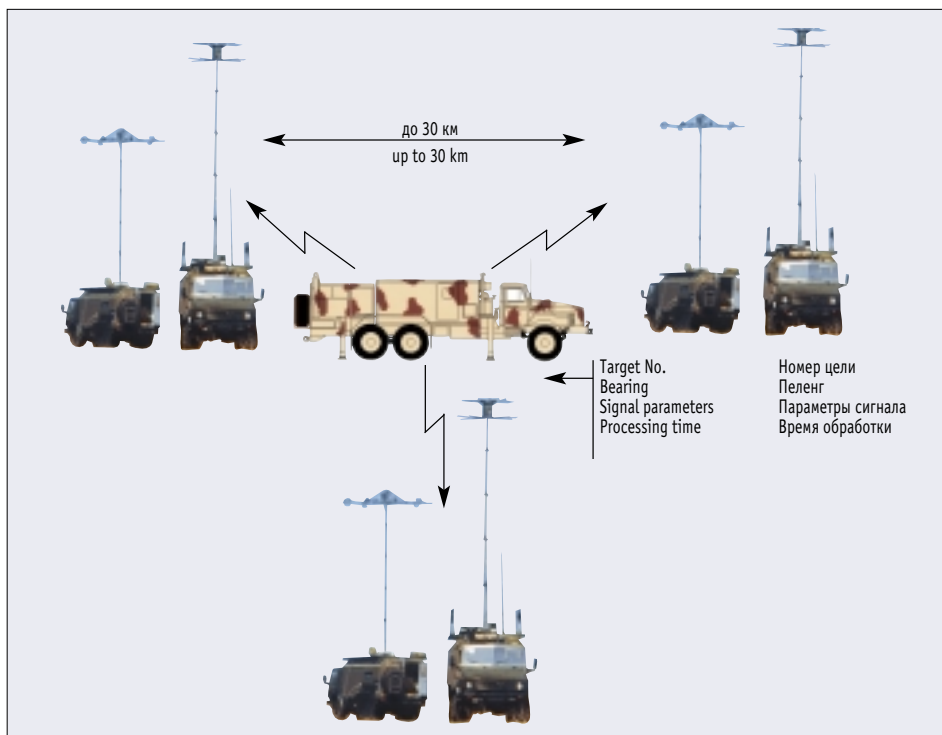 до 30 км
up to 30 km
Target No.
Bearing
Signal parameters
Processing time
Номер цели
Пеленг
Параметры сигнала
Время обработки